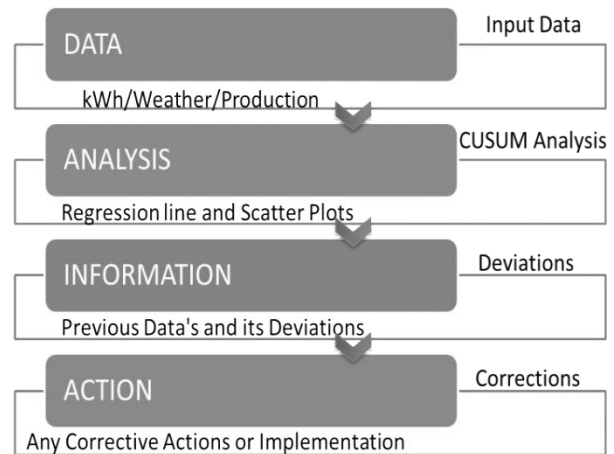 DATA
Input Data
kWh/Weather/Production
ANALYSIS
CUSUM Analysis
Regression line and Scatter Plots
INFORMATION
Deviations
Previous Data's and its Deviations
ACTION
Corrections
Any Corrective Actions or Implementation